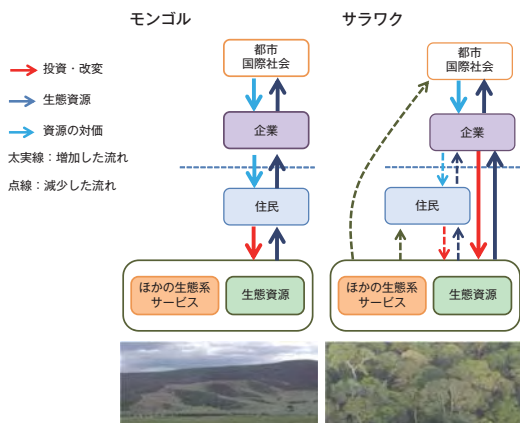 モンゴル
サラワク
投資・改変
生態資源
資源の対価
太実線：増加した流れ
点線：減少した流れ
都市
国際社会
企業
住民
ほかの生態系
サービス
生態資源
都市
国際社会
企業
住民
ほかの生態系
サービス
生態資源